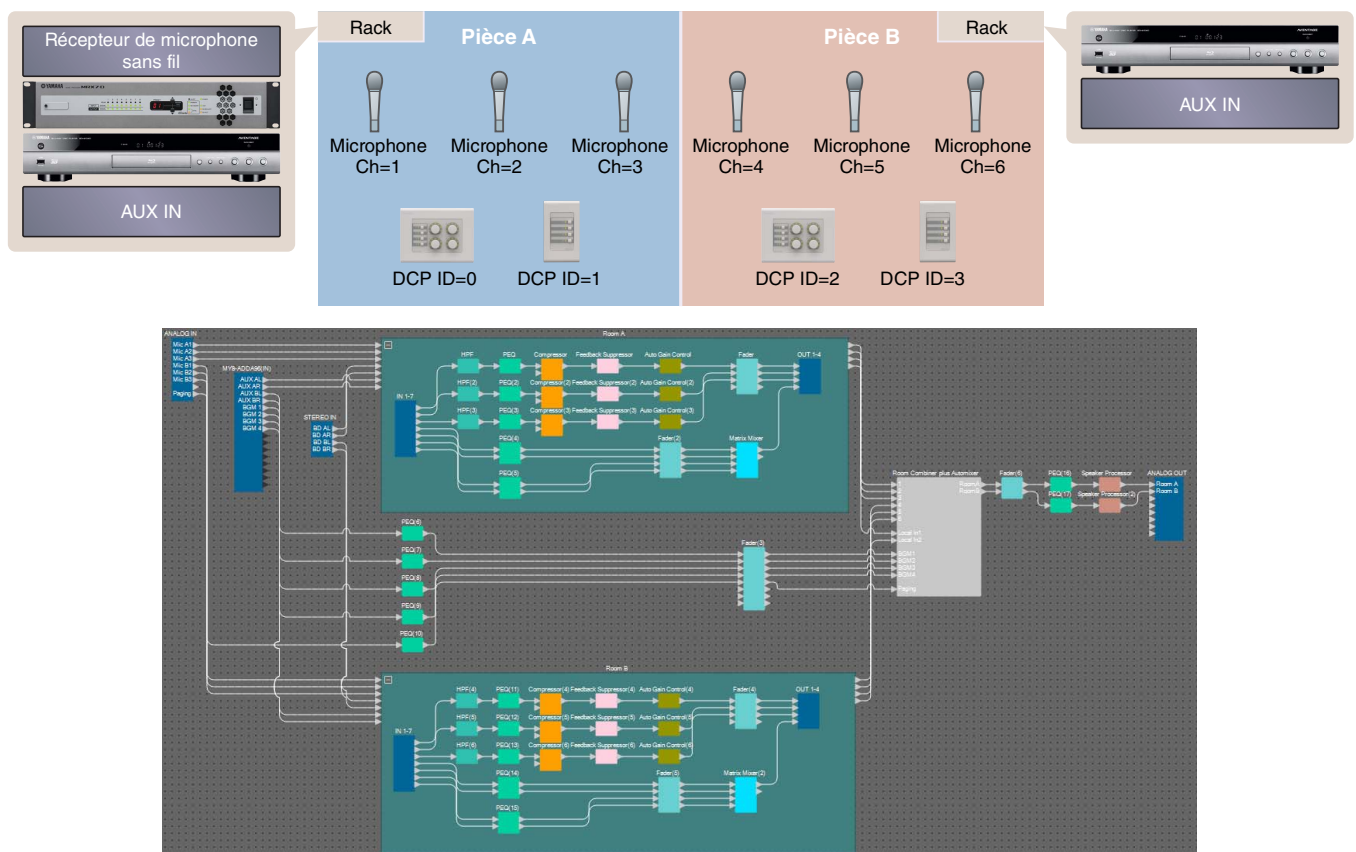 Récepteur de microphone
sans fil
YAMAHA
MRX7-D
AUX IN
Rack
Pièce A
Pièce B
Rack
AUX IN
Microphone
Ch=1
Microphone
Ch=2
Microphone
Ch=3
Microphone
Ch=4
Microphone
Ch=5
Microphone
Ch=6
DCP ID=0
DCP ID=1
DCP ID=2
DCP ID=3
ANALOG IN
Mic A1
Mic A2
Mic A3
Mic B1
Mic B2
Mic B3
Paging
MY8-ADDA96(IN)
AUX AL
AUX AR
AUX BL
AUX BR
BGM 1
BGM 2
BGM 3
BGM 4
STEREO IN
BD AL
BD AR
BD BL
BD BR
Room A
IN 1-7
HPF
PEQ
Compressor
Feedback Suppressor
Auto Gain Control
Fader
OUT 1-4
HPF(2)
PEQ(2)
Compressor(2)
Feedback Suppressor(2)
Auto Gain Control(2)
HPF(3)
PEQ(3)
Compressor(3)
Feedback Suppressor(3)
Auto Gain Control(3)
PEQ(4)
Fader(2)
Matrix Mixer
PEQ(5)
PEQ(6)
PEQ(7)
PEQ(8)
PEQ(9)
PEQ(10)
Fader(3)
Room Combiner plus Automixer
1
2
3
4
5
6
Local In1
Local In2
BGM1
BGM2
BGM3
BGM4
Paging
RoomA
RoomB
Fader(6)
PEQ(16)
Speaker Processor
PEQ(17)
Speaker Processor(2)
ANALOG OUT
Room A
Room B
Room B
IN 1-7
HPF(4)
PEQ(11)
Compressor(4)
Feedback Suppressor(4)
Auto Gain Control(4)
Fader(4)
OUT 1-4
HPF(5)
PEQ(12)
Compressor(5)
Feedback Suppressor(5)
Auto Gain Control(5)
HPF(6)
PEQ(13)
Compressor(6)
Feedback Suppressor(6)
Auto Gain Control(6)
PEQ(14)
Fader(5)
Matrix Mixer(2)
PEQ(15)